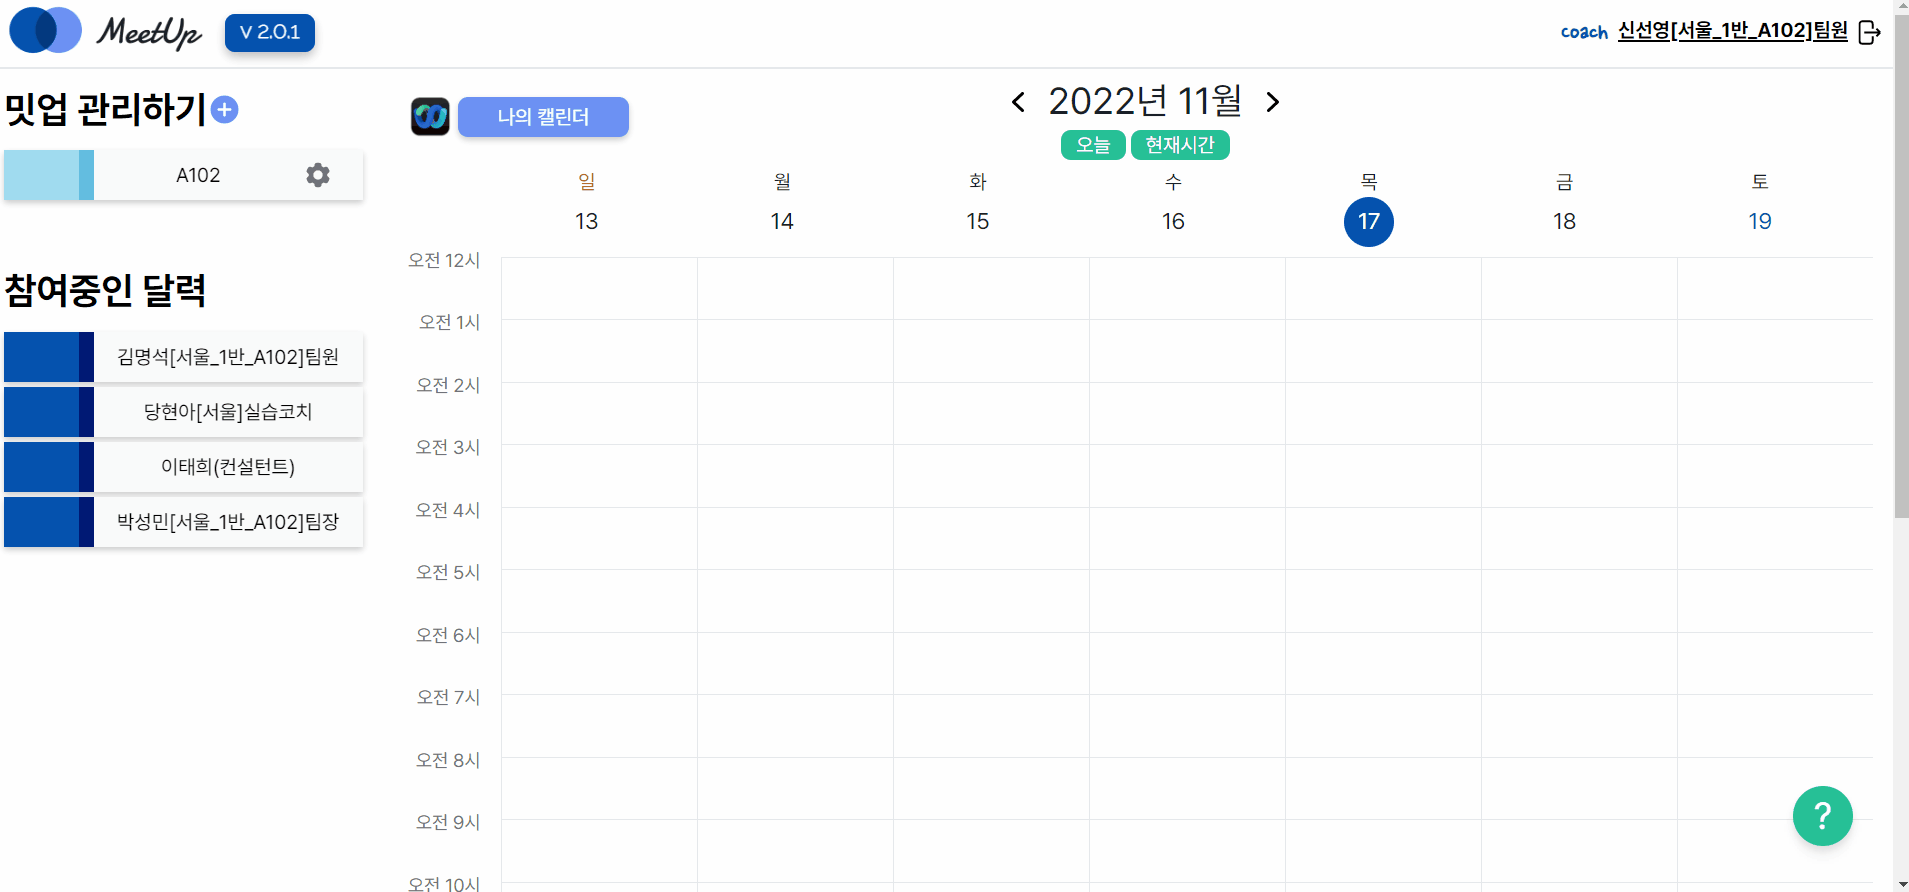 MeetUp
V 2.0.1
coach 신선영[서울_1반_A102]팀원
밋업 관리하기
A102
참여중인 달력
김명석[서울_1반_A102]팀원
당현아[서울]실습코치
이태희(컨설턴트)
박성민[서울_1반_A102]팀장
나의 캘린더
2022년 11월
오늘 현재시간
일 월 화 수 목 금 토
13 14 15 16 17 18 19
오전 12시
오전 1시
오전 2시
오전 3시
오전 4시
오전 5시
오전 6시
오전 7시
오전 8시
오전 9시
오전 10시
?